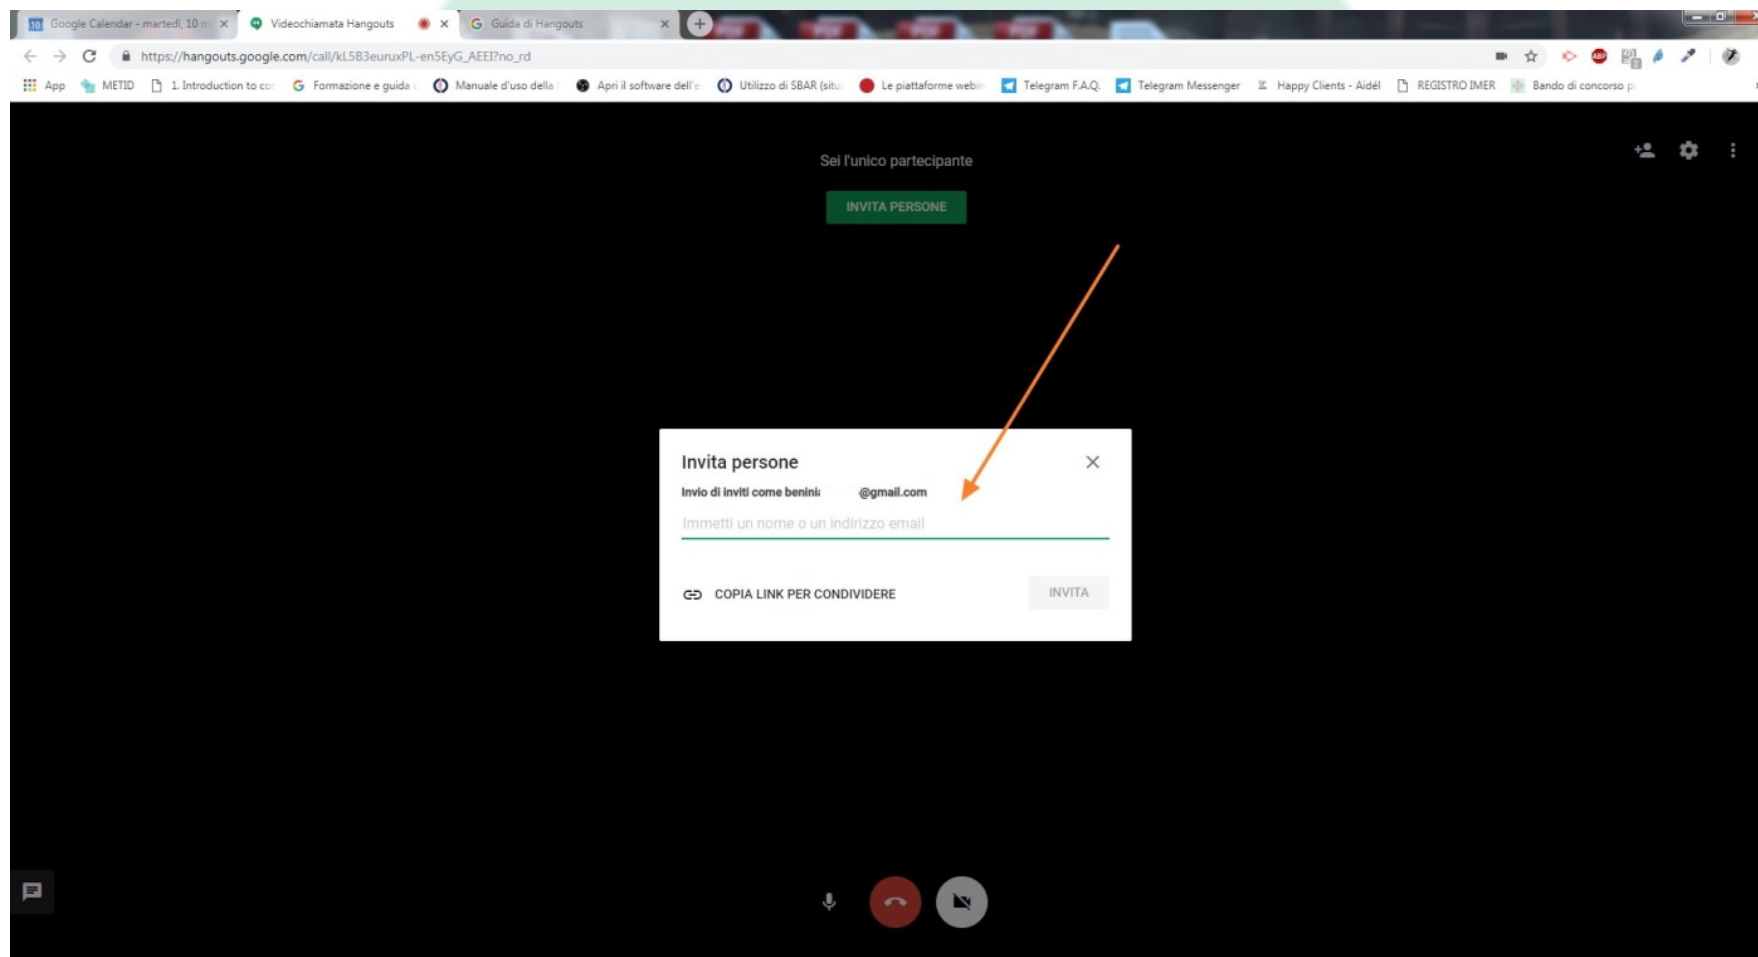 10 Google Calendar - martedì, 10 m
Videochiamata Hangouts
Guida di Hangouts
https://hangouts.google.com/call/kL5B3euruxPL-en5EyG_AEEI?no_rd
App METID 1. Introduction to co Formazione e guida Manuale d'uso della Apri il software dell'e Utilizzo di SBAR (situ Le piattaforme webin Telegram F.A.Q. Telegram Messenger Happy Clients - Aidél REGISTRO IMER Bando di concorso p
Sei l'unico partecipante
INVITA PERSONE
Invita persone
Invio di inviti come benini @gmail.com
Immetti un nome o un indirizzo email
COPIA LINK PER CONDIVIDERE
INVITA